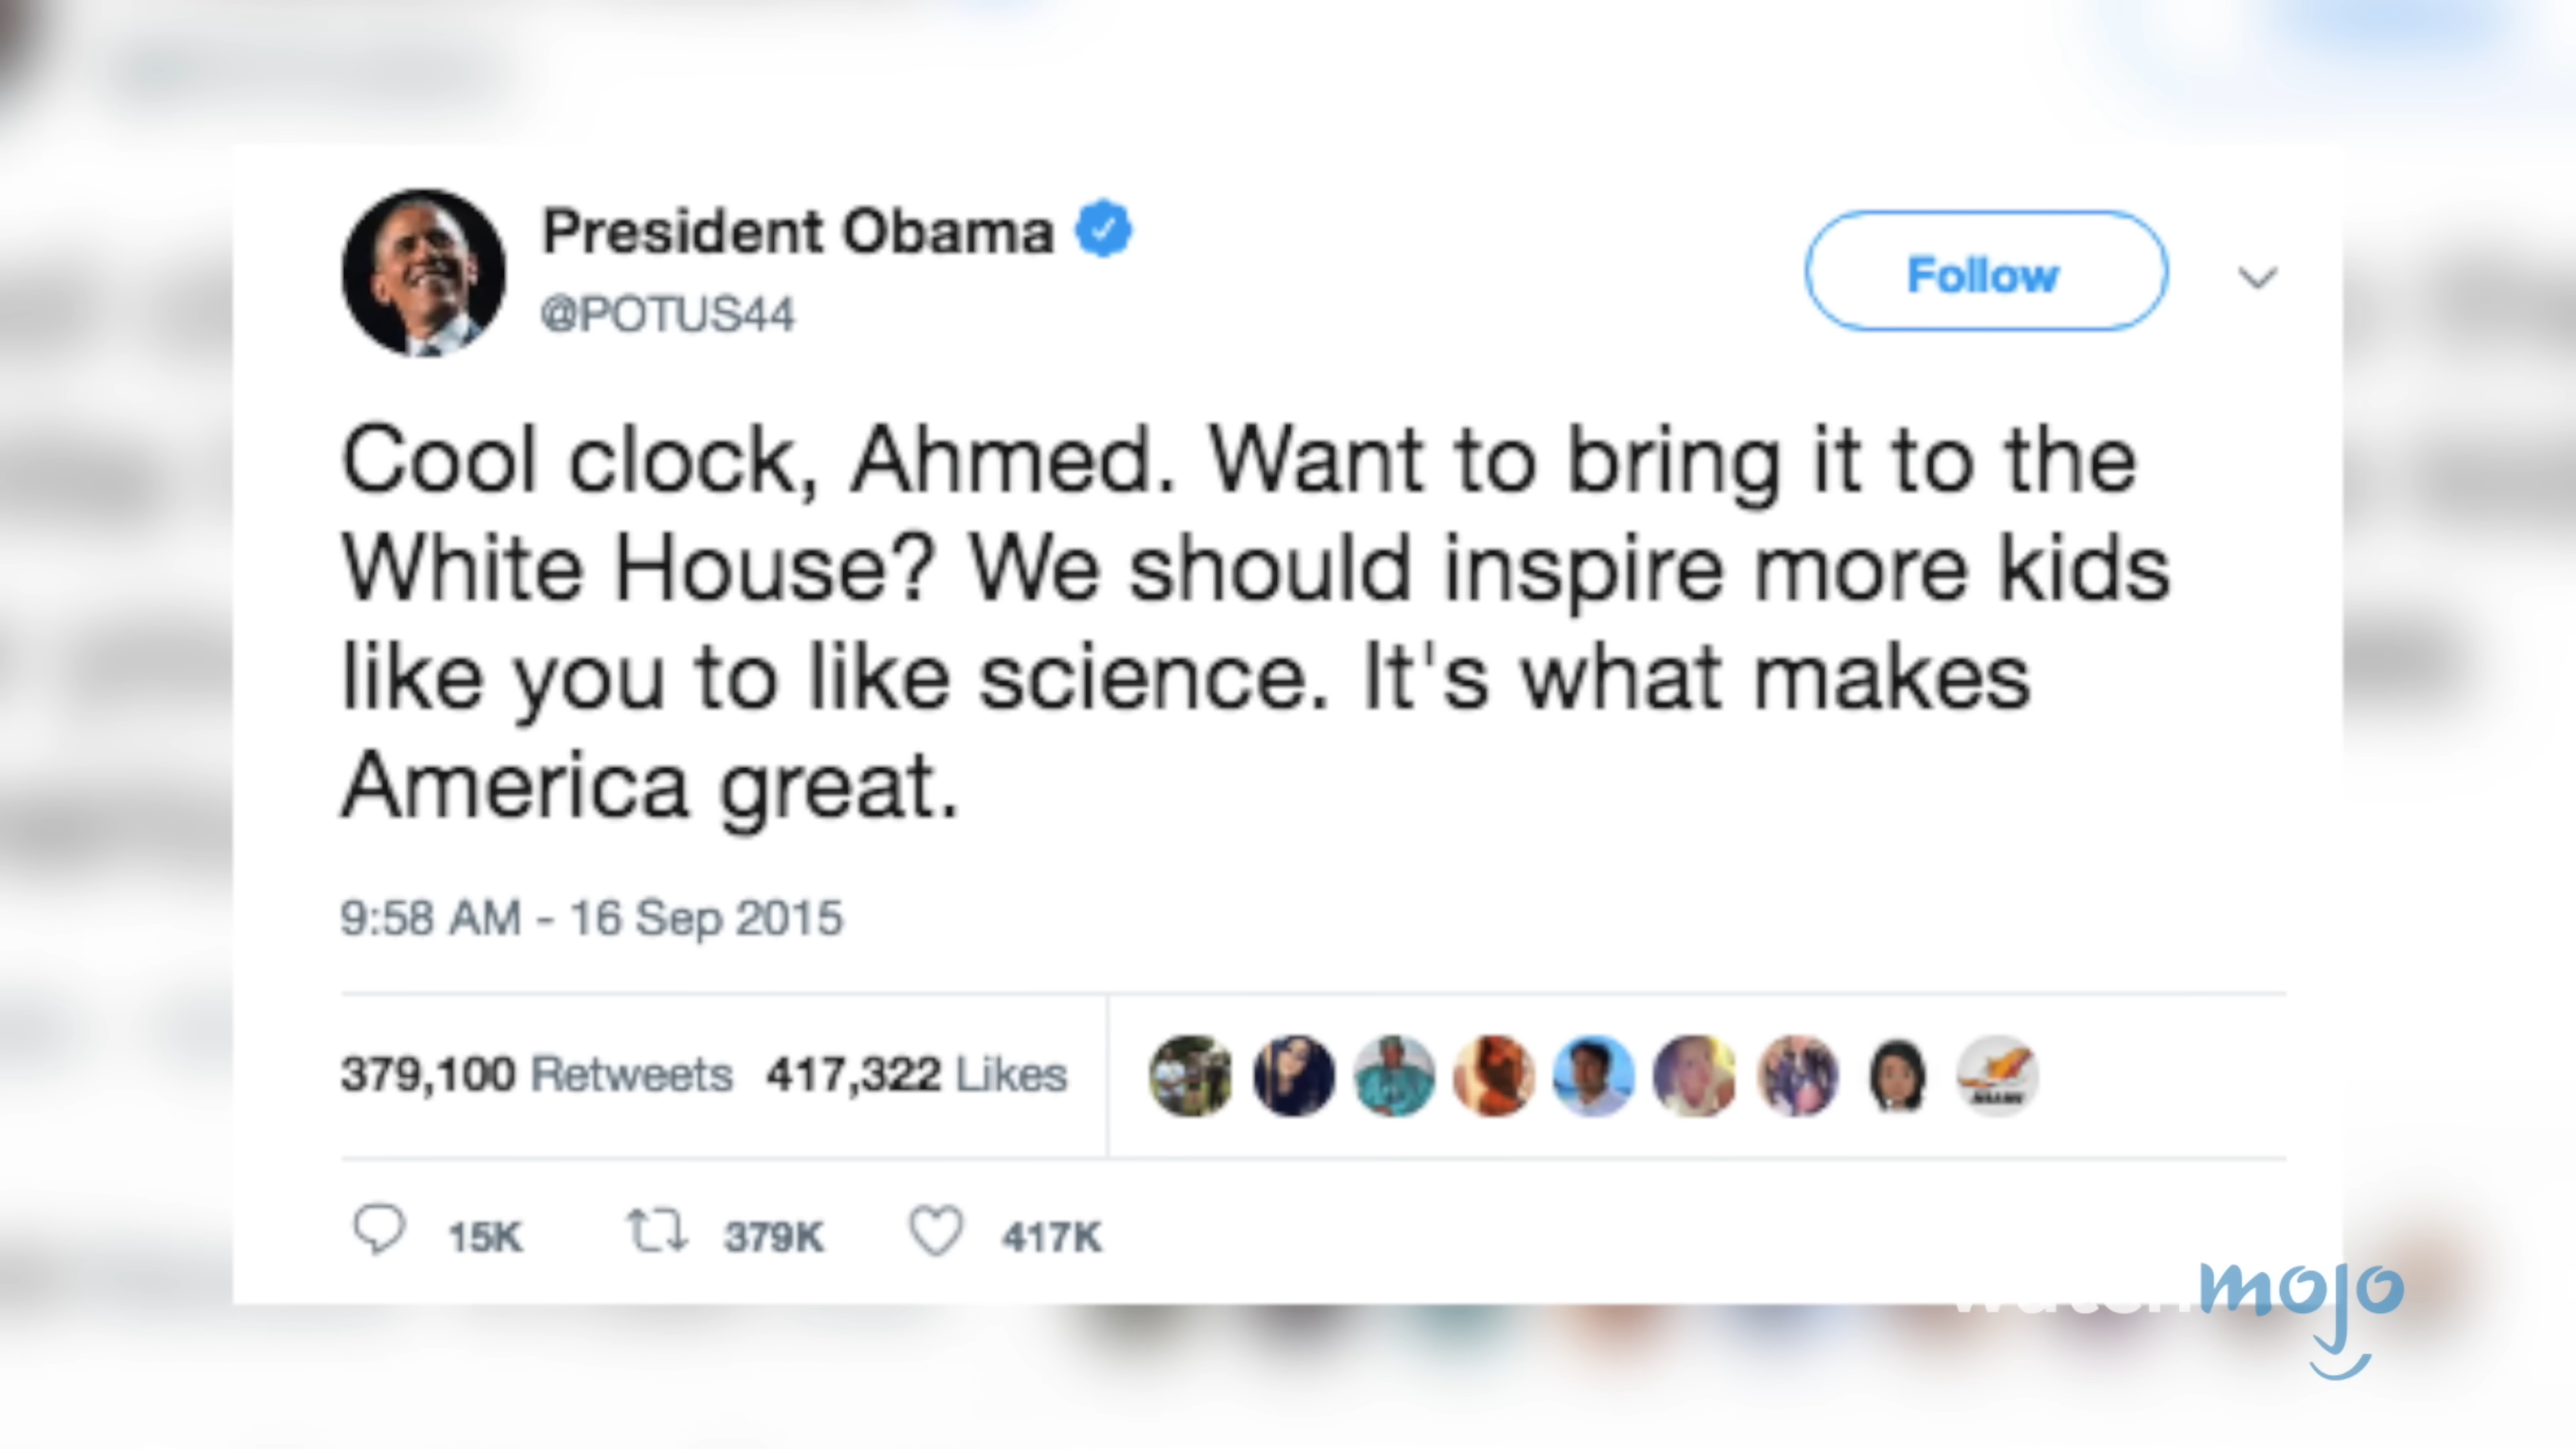 President Obama
@POTUS44
Follow
Cool clock, Ahmed. Want to bring it to the
White House? We should inspire more kids
like you to like science. It's what makes
America great.
9:58 AM - 16 Sep 2015
379,100 Retweets 417,322 Likes
15K 379K 417K
watchmojo